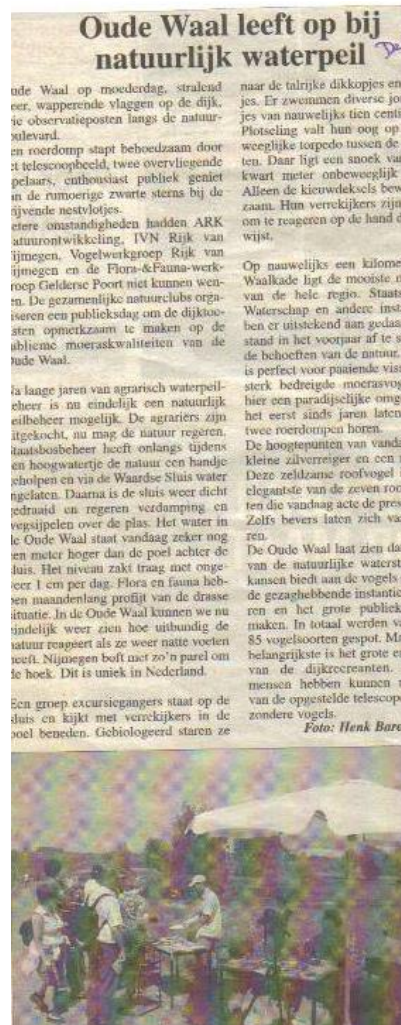 Oude Waal leeft op bij
natuurlijk waterpeil
De
ude Waal op moederdag, stralend
eer, wapperende vlaggen op de dijk,
ie observatieposten langs de natuur-
oulevard.
en roerdomp stapt behoedzaam door
et telescoopbeeld, twee overvliegende
epelaars, enthousiast publiek geniet
an de rumoerige zwarte sterns bij de
rijvende nestvlotjes.
etere omstandigheden hadden ARK
atuurontwikkeling, IVN Rijk van
ijmegen, Vogelwerkgroep Rijk van
ijmegen en de Flora-&Fauna-werk-
roep Gelderse Poort niet kunnen wen-
en. De gezamenlijke natuurclubs orga-
iseren een publieksdag om de dijktoe-
isten opmerkzaam te maken op de
ublieme moeraskwaliteiten van de
Oude Waal.
Na lange jaren van agrarisch waterpeil-
eheer is nu eindelijk een natuurlijk
eilbeheer mogelijk. De agrariërs zijn
itgekocht, nu mag de natuur regeren.
taatsbosbeheer heeft onlangs tijdens
en hoogwatertje de natuur een handje
eholpen en via de Waardse Sluis water
ngelaten. Daarna is de sluis weer dicht
edraaid en regeren verdamping en
vegsijpelen over de plas. Het water in
de Oude Waal staat vandaag zeker nog
en meter hoger dan de poel achter de
luis. Het niveau zakt traag met onge-
veer 1 cm per dag. Flora en fauna heb-
ben maandenlang profijt van de drasse
situatie. In de Oude Waal kunnen we nu
eindelijk weer zien hoe uitbundig de
natuur reageert als ze weer natte voeten
heeft. Nijmegen boft met zo'n parel om
de hoek. Dit is uniek in Nederland.
Een groep excursiegangers staat op de
sluis en kijkt met verrekijkers in de
poel beneden. Gebiologeerd staren ze
naar de talrijke dikkopjes en
jes. Er zwemmen diverse jo
jes van nauwelijks tien centi
Plotseling valt hun oog op
weeglijke torpedo tussen de
ten. Daar ligt een snoek van
kwart meter onbeweeglijk
Alleen de kieuwdeksels bew
zaam. Hun verrekijkers zijn
om te reageren op de hand d
wijst.
Op nauwelijks een kilome
Waalkade ligt de mooiste n
van de hele regio. Staats
Waterschap en andere inst
ben er uitstekend aan gedaa
stand in het voorjaar af te s
de behoeften van de natuur.
is perfect voor paaiende vis
sterk bedreigde moerasvog
hier een paradijselijke omg
het eerst sinds jaren laten
twee roerdompen horen.
De hoogtepunten van vanda
kleine zilverreiger en een
Deze zeldzame roofvogel
elegantste van de zeven roo
ten die vandaag acte de pres
Zelfs bevers laten zich va
ren.
De Oude Waal laat zien da
van de natuurlijke waterst
kansen biedt aan de vogels
de gezaghebbende instantie
ren en het grote publiek
maken. In totaal werden v
85 vogelsoorten gespot. M
belangrijkste is het grote e
van de dijkrecreanten.
mensen hebben kunnen
van de opgestelde telescop
zondere vogels.
Foto: Henk Bare